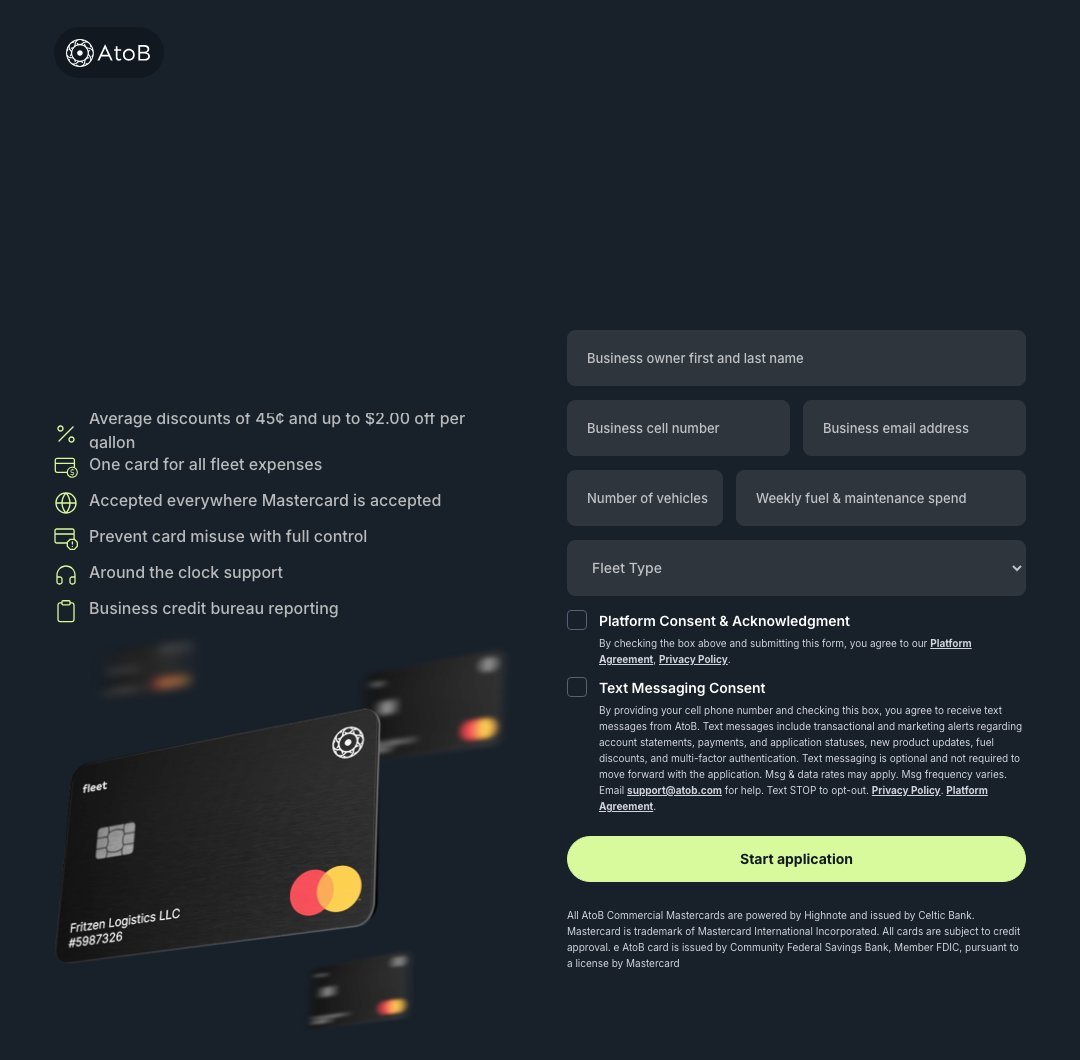 AtoB
Average discounts of 45¢ and up to $2.00 off per
gallon
One card for all fleet expenses
Accepted everywhere Mastercard is accepted
Prevent card misuse with full control
Around the clock support
Business credit bureau reporting
fleet
Fritzen Logistics LLC
#5987326
Business owner first and last name
Business cell number
Business email address
Number of vehicles
Weekly fuel & maintenance spend
Fleet Type
Platform Consent & Acknowledgment
By checking the box above and submitting this form, you agree to our Platform
Agreement, Privacy Policy.
Text Messaging Consent
By providing your cell phone number and checking this box, you agree to receive text
messages from AtoB. Text messages include transactional and marketing alerts regarding
account statements, payments, and application statuses, new product updates, fuel
discounts, and multi-factor authentication. Text messaging is optional and not required to
move forward with the application. Msg & data rates may apply. Msg frequency varies.
Email support@atob.com for help. Text STOP to opt-out. Privacy Policy. Platform
Agreement.
Start application
All AtoB Commercial Mastercards are powered by Highnote and issued by Celtic Bank.
Mastercard is trademark of Mastercard International Incorporated. All cards are subject to credit
approval. e AtoB card is issued by Community Federal Savings Bank, Member FDIC, pursuant to
a license by Mastercard